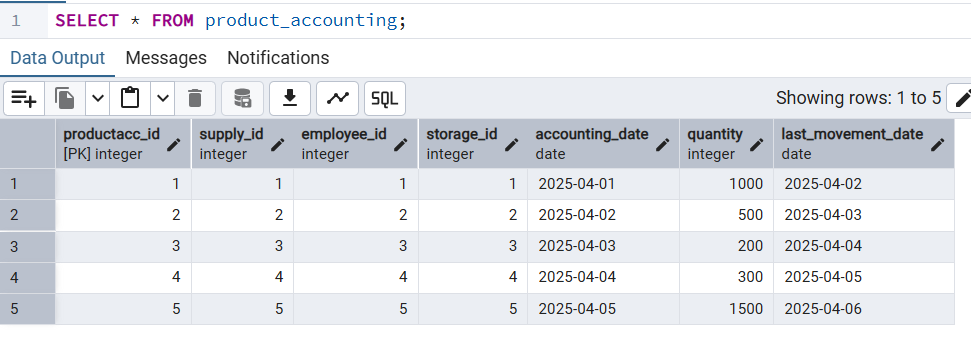 1 SELECT * FROM product_accounting;
Data Output Messages Notifications
SQL Showing rows: 1 to 5
productacc_id supply_id employee_id storage_id accounting_date quantity last_movement_date
[PK] integer integer integer integer date integer date
1 1 1 1 1 2025-04-01 1000 2025-04-02
2 2 2 2 2 2025-04-02 500 2025-04-03
3 3 3 3 3 2025-04-03 200 2025-04-04
4 4 4 4 4 2025-04-04 300 2025-04-05
5 5 5 5 5 2025-04-05 1500 2025-04-06